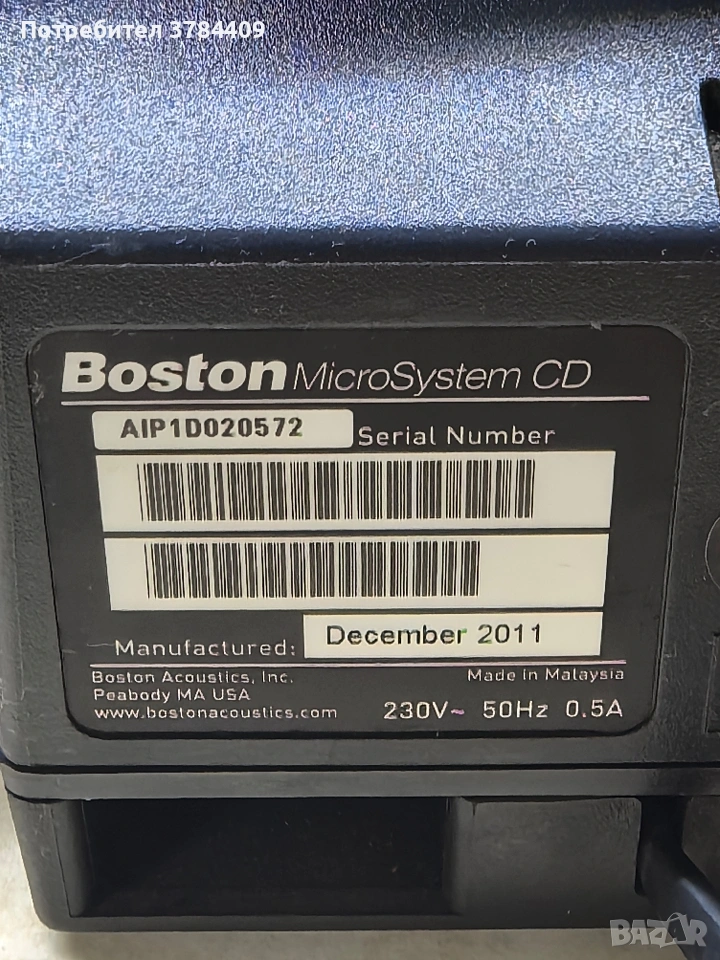 Потребител 3784409
Boston MicroSystem CD
AIP1D020572 Serial Number
Manufactured: December 2011
Boston Acoustics, Inc. Made in Malaysia
Peabody MA USA
www.bostonacoustics.com 230V~ 50Hz 0.5A
BAZAR